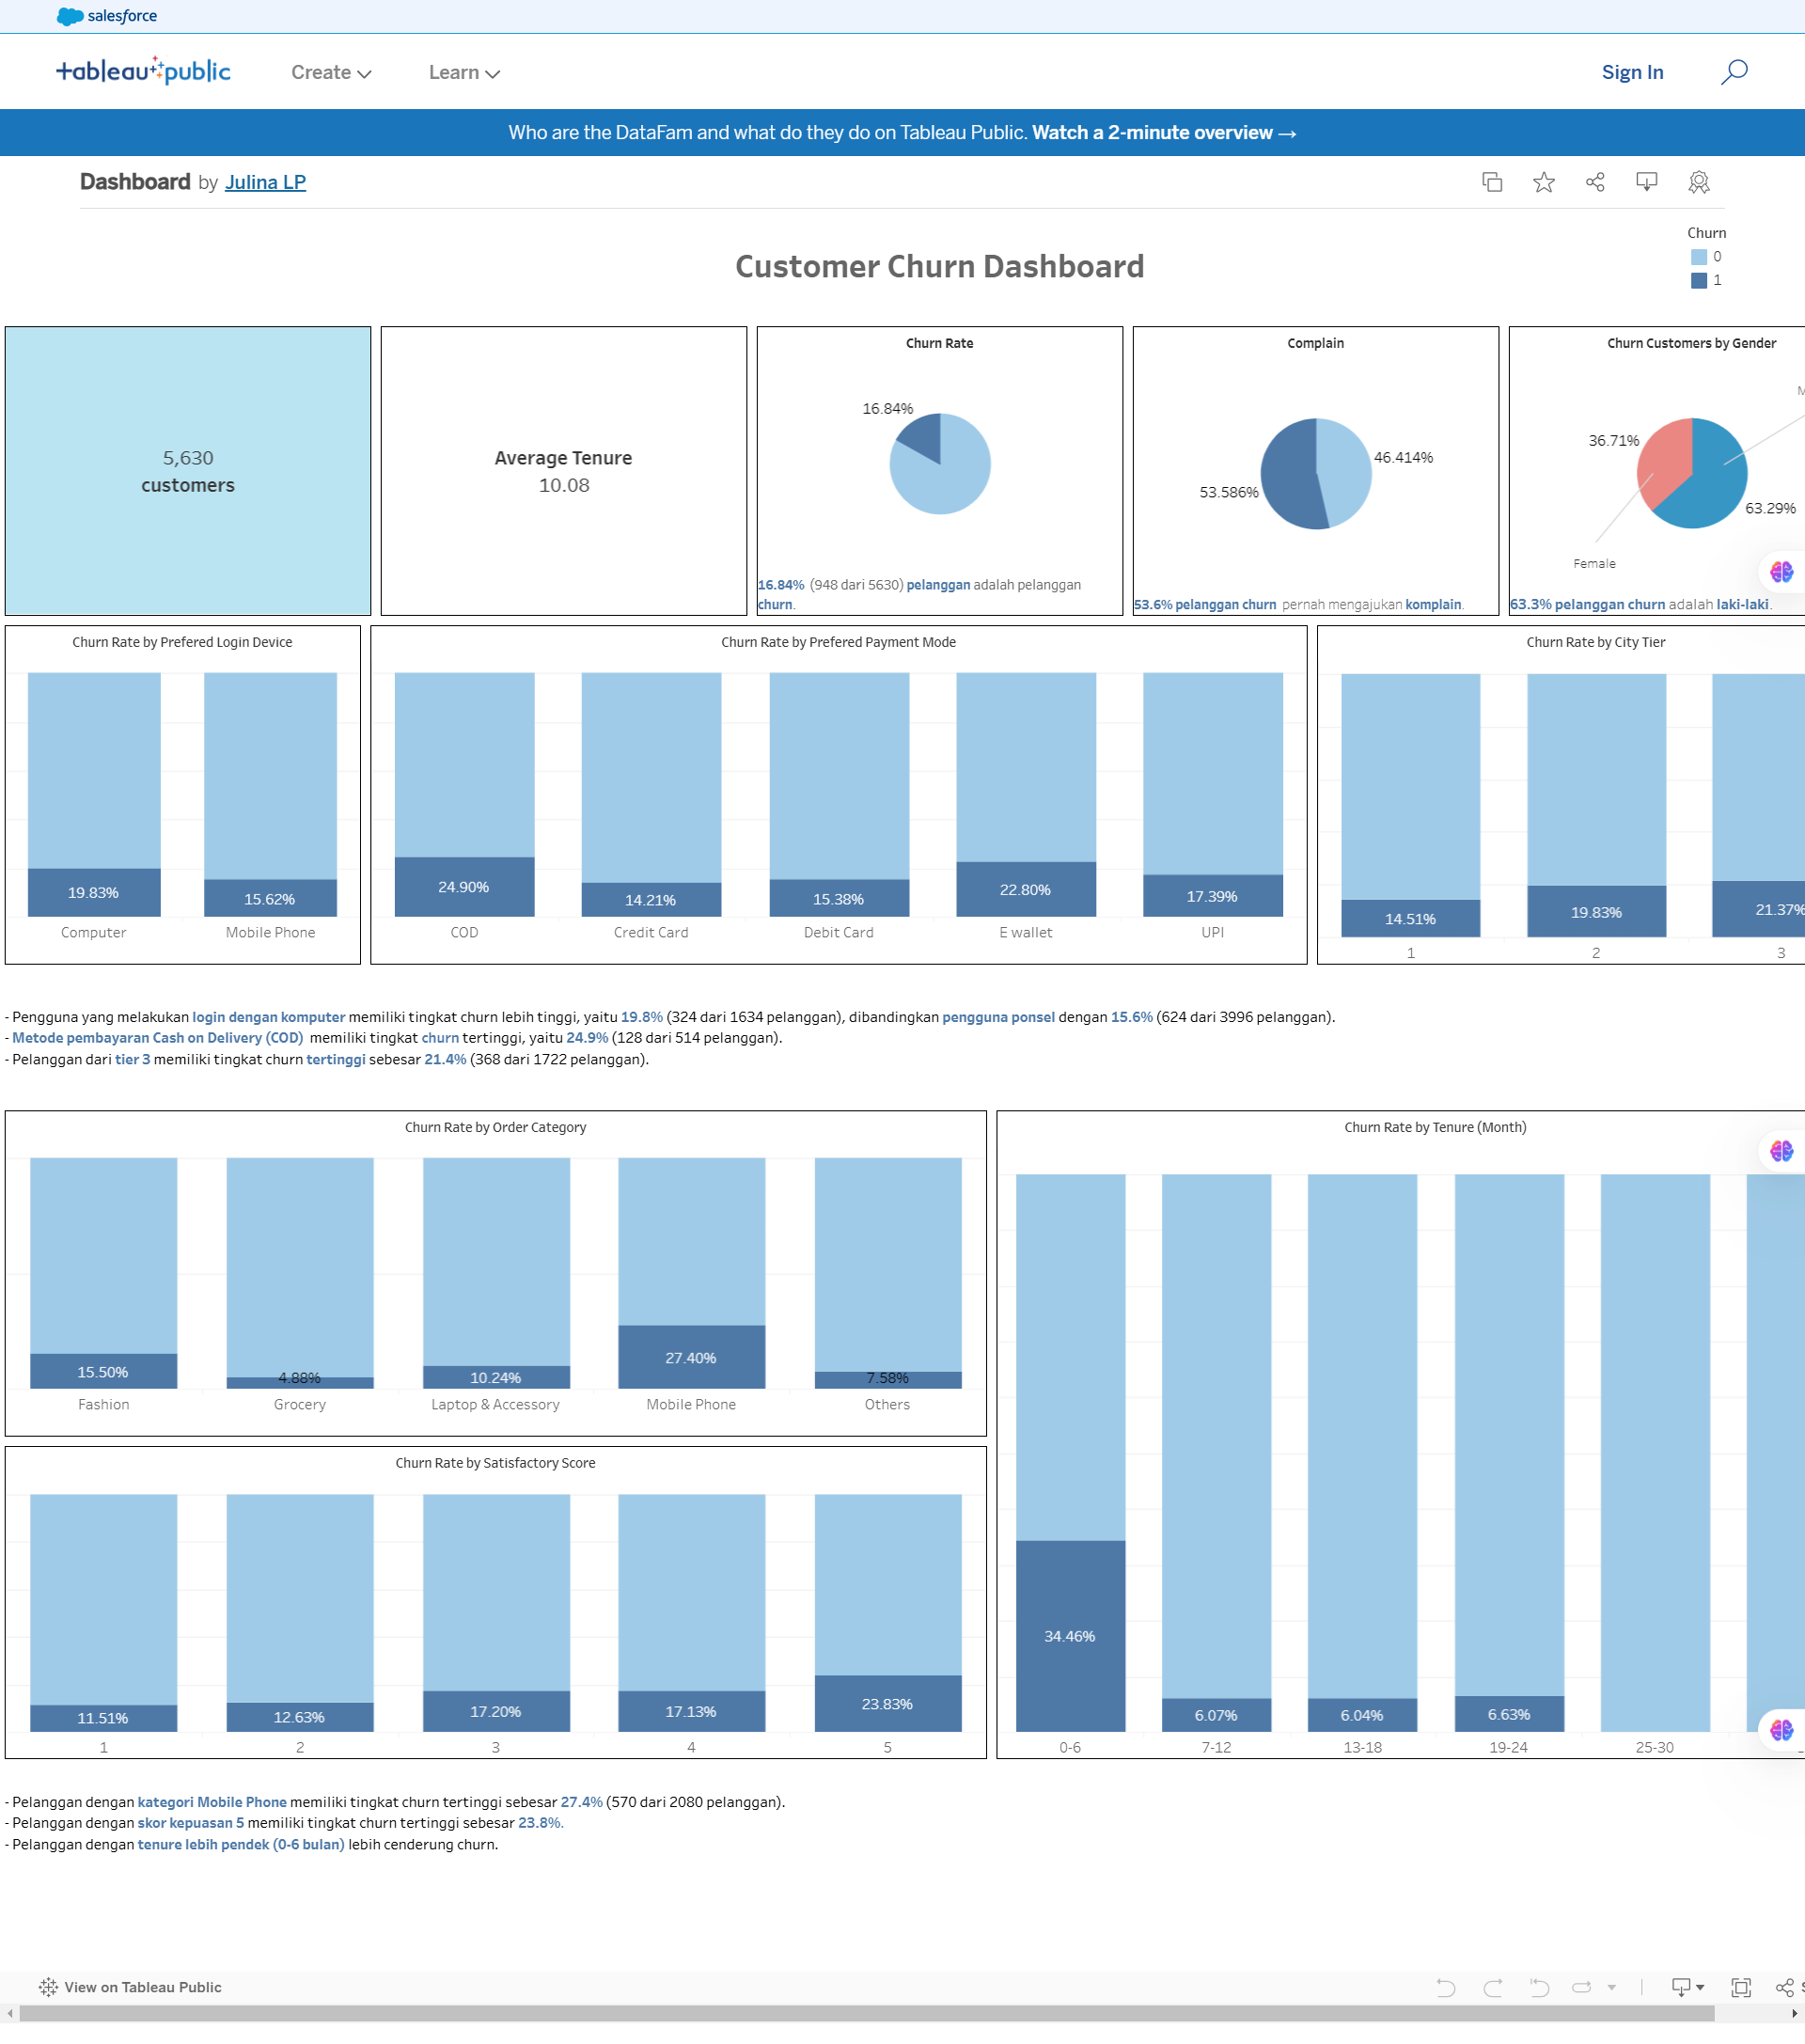 salesforce
tableau public
Create
Learn
Sign In
Who are the DataFam and what do they do on Tableau Public. Watch a 2-minute overview →
Dashboard by Julina LP
Churn
0
1
Customer Churn Dashboard
5,630
customers
Average Tenure
10.08
Churn Rate
16.84%
16.84% (948 dari 5630) pelanggan adalah pelanggan
churn.
Complain
46.414%
53.586%
53.6% pelanggan churn pernah mengajukan komplain.
Churn Customers by Gender
M
36.71%
63.29%
Female
63.3% pelanggan churn adalah laki-laki.
Churn Rate by Prefered Login Device
19.83%
15.62%
Computer
Mobile Phone
Churn Rate by Prefered Payment Mode
24.90%
14.21%
15.38%
22.80%
17.39%
COD
Credit Card
Debit Card
E wallet
UPI
Churn Rate by City Tier
14.51%
19.83%
21.37%
1
2
3
- Pengguna yang melakukan login dengan komputer memiliki tingkat churn lebih tinggi, yaitu 19.8% (324 dari 1634 pelanggan), dibandingkan pengguna ponsel dengan 15.6% (624 dari 3996 pelanggan).
- Metode pembayaran Cash on Delivery (COD) memiliki tingkat churn tertinggi, yaitu 24.9% (128 dari 514 pelanggan).
- Pelanggan dari tier 3 memiliki tingkat churn tertinggi sebesar 21.4% (368 dari 1722 pelanggan).
Churn Rate by Order Category
15.50%
4.88%
10.24%
27.40%
7.58%
Fashion
Grocery
Laptop & Accessory
Mobile Phone
Others
Churn Rate by Satisfactory Score
11.51%
12.63%
17.20%
17.13%
23.83%
1
2
3
4
5
Churn Rate by Tenure (Month)
34.46%
6.07%
6.04%
6.63%
0-6
7-12
13-18
19-24
25-30
- Pelanggan dengan kategori Mobile Phone memiliki tingkat churn tertinggi sebesar 27.4% (570 dari 2080 pelanggan).
- Pelanggan dengan skor kepuasan 5 memiliki tingkat churn tertinggi sebesar 23.8%.
- Pelanggan dengan tenure lebih pendek (0-6 bulan) lebih cenderung churn.
View on Tableau Public